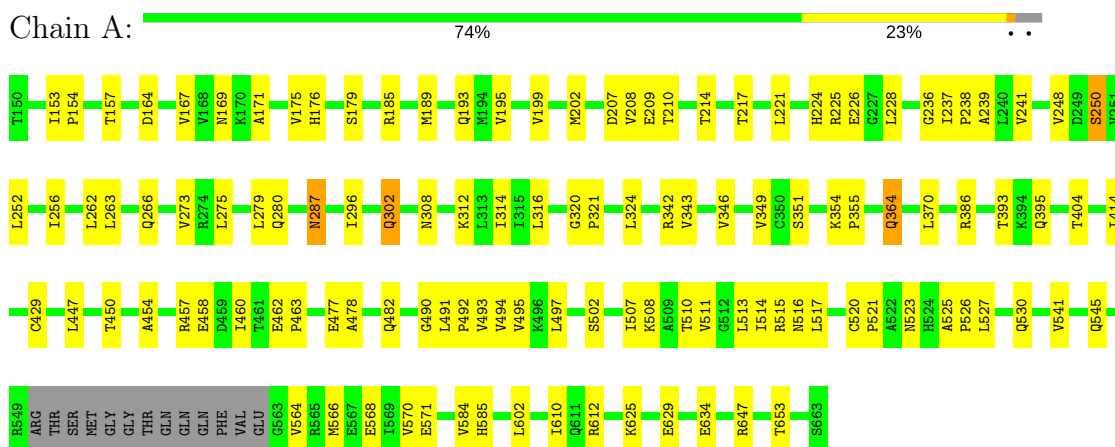 Chain A:
74% 23% • •
T150 I153 P154 T157 D164 V167 V168 N169 K170 A171 V175 H176 S179 R185 M189 Q193 M194 V195 V199 M202 D207 V208 E209 T210 T214 T217 L221 H224 R225 E226 G227 L228 G236 I237 P238 A239 L240 V241 V248 D249 S250 V251
L252 I256 L262 L263 Q266 V273 R274 L275 L279 Q280 N287 I296 Q302 N308 K312 L313 I314 I315 L316 G320 P321 L324 R342 V343 V346 V349 C350 S351 K354 P355 Q364 L370 R386 T393 K394 Q395 T404
C429 L447 T450 A454 R457 E458 D459 I460 T461 E462 P463 E477 A478 Q482 G490 L491 P492 V493 V494 V495 K496 L497 S502 I507 K508 A509 T510 V511 G512 L513 I514 R515 N516 L517 C520 P521 A522 N523 H524 A525 P526 L527 Q530 V541 Q545
R549 ARG THR SER MET GLY GLY THR GLN GLN GLN PHE VAL GLU G563 V564 R565 M566 E567 E568 I569 V570 E571 V584 H585 L602 I610 Q611 R612 K625 E629 E634 R647 T653 S663